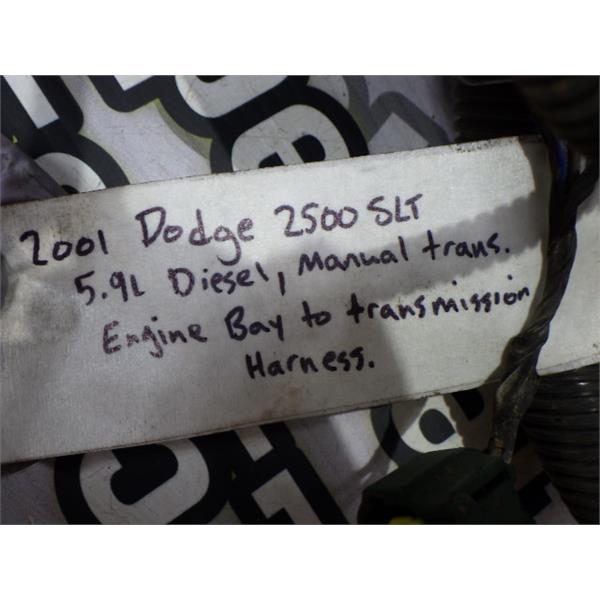 2001 Dodge 2500 SLT
5.9L Diesel, Manual trans.
Engine Bay to transmission
Harness.